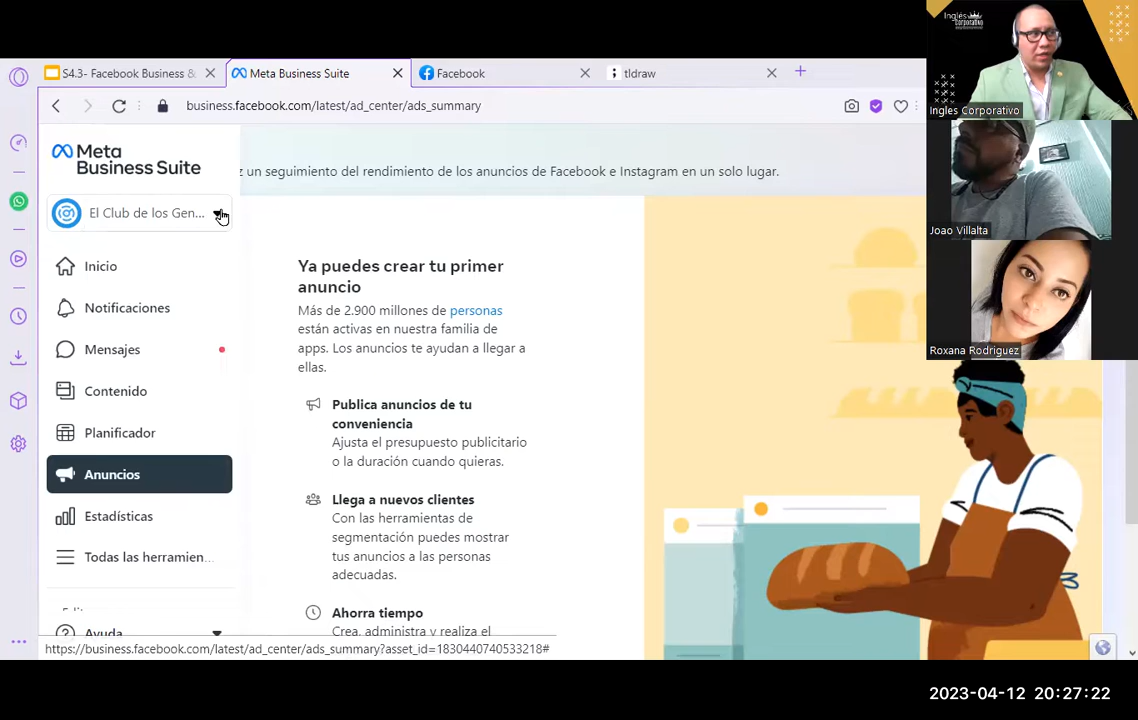 S4.3- Facebook Business &
Meta Business Suite
Facebook
tldraw
business.facebook.com/latest/ad_center/ads_summary
Inglés
Corporativo
Ingles Corporativo
Joao Villalta
Roxana Rodriguez
Meta
Business Suite
z un seguimiento del rendimiento de los anuncios de Facebook e Instagram en un solo lugar.
El Club de los Gen...
Inicio
Notificaciones
Mensajes
Contenido
Planificador
Anuncios
Estadísticas
Todas las herramien...
Ayuda
Ya puedes crear tu primer
anuncio
Más de 2.900 millones de personas
están activas en nuestra familia de
apps. Los anuncios te ayudan a llegar a
ellas.
Publica anuncios de tu
conveniencia
Ajusta el presupuesto publicitario
o la duración cuando quieras.
Llega a nuevos clientes
Con las herramientas de
segmentación puedes mostrar
tus anuncios a las personas
adecuadas.
Ahorra tiempo
Crea, administra y realiza el
https://business.facebook.com/latest/ad_center/ads_summary?asset_id=1830440740533218#
2023-04-12 20:27:22